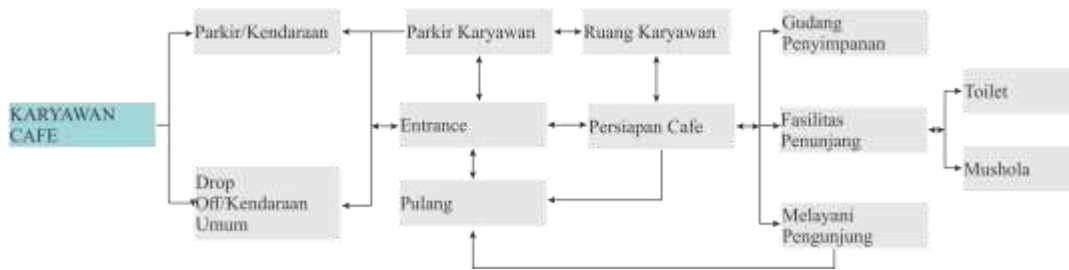 KARYAWAN
CAFE
Parkir/Kendaraan
Drop
Off/Kendaraan
Umum
Parkir Karyawan
Entrance
Pulang
Ruang Karyawan
Persiapan Cafe
Gudang
Penyimpanan
Fasilitas
Penunjang
Melayani
Pengunjung
Toilet
Mushola